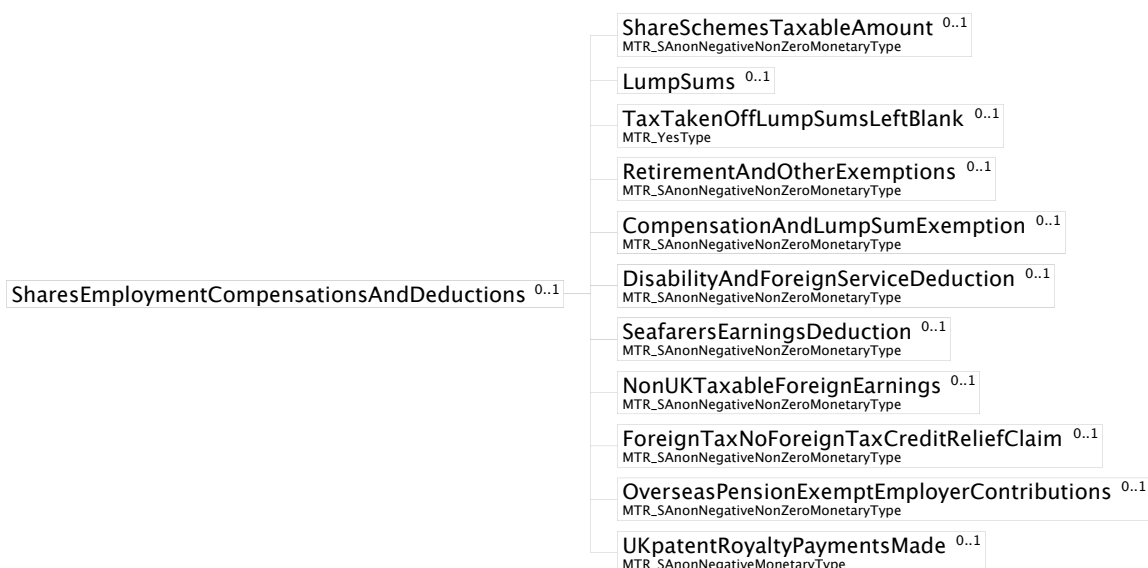 ShareSchemesTaxableAmount 0..1
MTR_SAnonNegativeNonZeroMonetaryType
LumpSums 0..1
TaxTakenOffLumpSumsLeftBlank 0..1
MTR_YesType
RetirementAndOtherExemptions 0..1
MTR_SAnonNegativeNonZeroMonetaryType
CompensationAndLumpSumExemption 0..1
MTR_SAnonNegativeNonZeroMonetaryType
SharesEmploymentCompensationsAndDeductions 0..1
DisabilityAndForeignServiceDeduction 0..1
MTR_SAnonNegativeNonZeroMonetaryType
SeafarersEarningsDeduction 0..1
MTR_SAnonNegativeNonZeroMonetaryType
NonUKTaxableForeignEarnings 0..1
MTR_SAnonNegativeNonZeroMonetaryType
ForeignTaxNoForeignTaxCreditReliefClaim 0..1
MTR_SAnonNegativeNonZeroMonetaryType
OverseasPensionExemptEmployerContributions 0..1
MTR_SAnonNegativeNonZeroMonetaryType
UKpatentRoyaltyPaymentsMade 0..1
MTR_SAnonNegativeMonetaryType